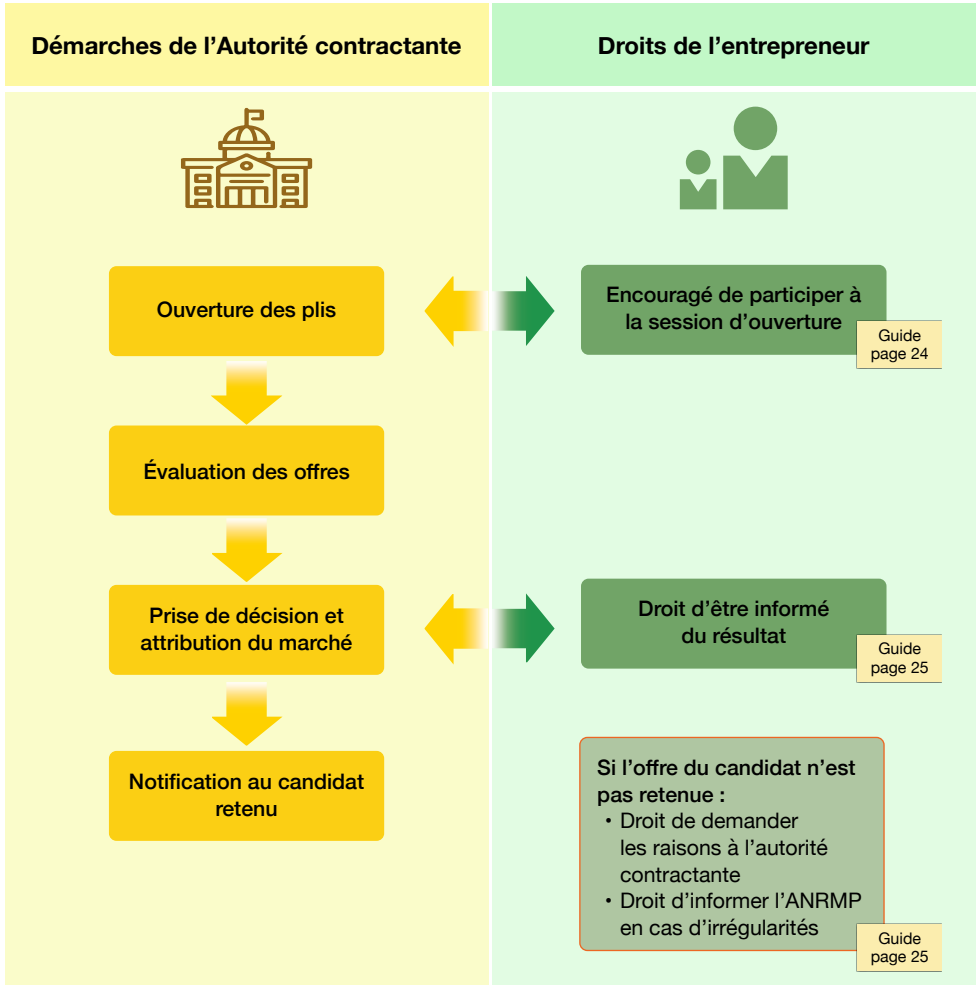 Démarches de l'Autorité contractante
Droits de l'entrepreneur
Ouverture des plis
Encouragé de participer à
la session d'ouverture
Guide
page 24
Évaluation des offres
Prise de décision et
attribution du marché
Droit d'être informé
du résultat
Guide
page 25
Notification au candidat
retenu
Si l'offre du candidat n'est
pas retenue :
• Droit de demander
les raisons à l'autorité
contractante
• Droit d'informer l'ANRMP
en cas d'irrégularités
Guide
page 25